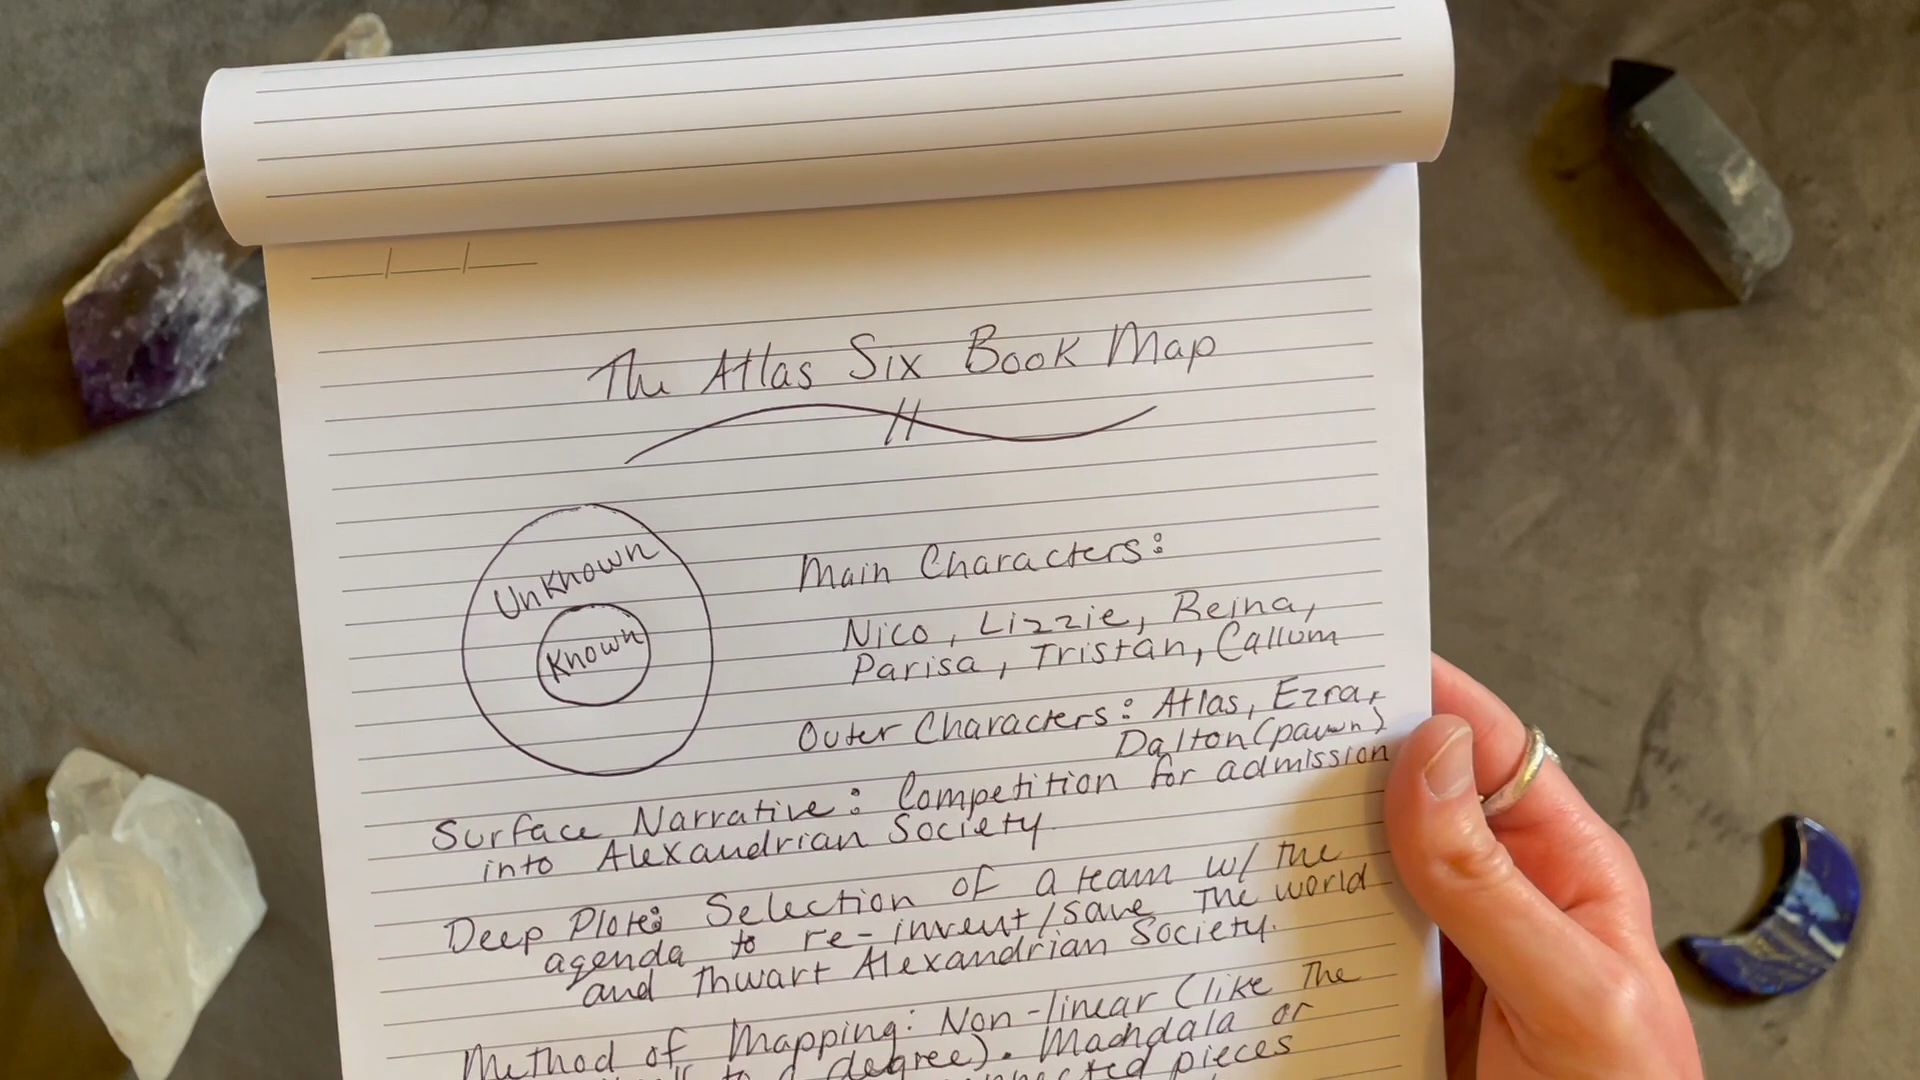 The Atlas Six Book Map
Unknown
Known
Main Characters:
Nico, Lizzie, Reina,
Parisa, Tristan, Callum
Outer Characters: Atlas, Ezra,
Dalton (pawn)
Surface Narrative: Competition for admission
into Alexandrian Society
Deep Plot: Selection of a team w/ the
agenda to re-invent/save the world
and Thwart Alexandrian Society.
Method of Mapping: Non-linear (like the
to a degree). Machdala or
pieces